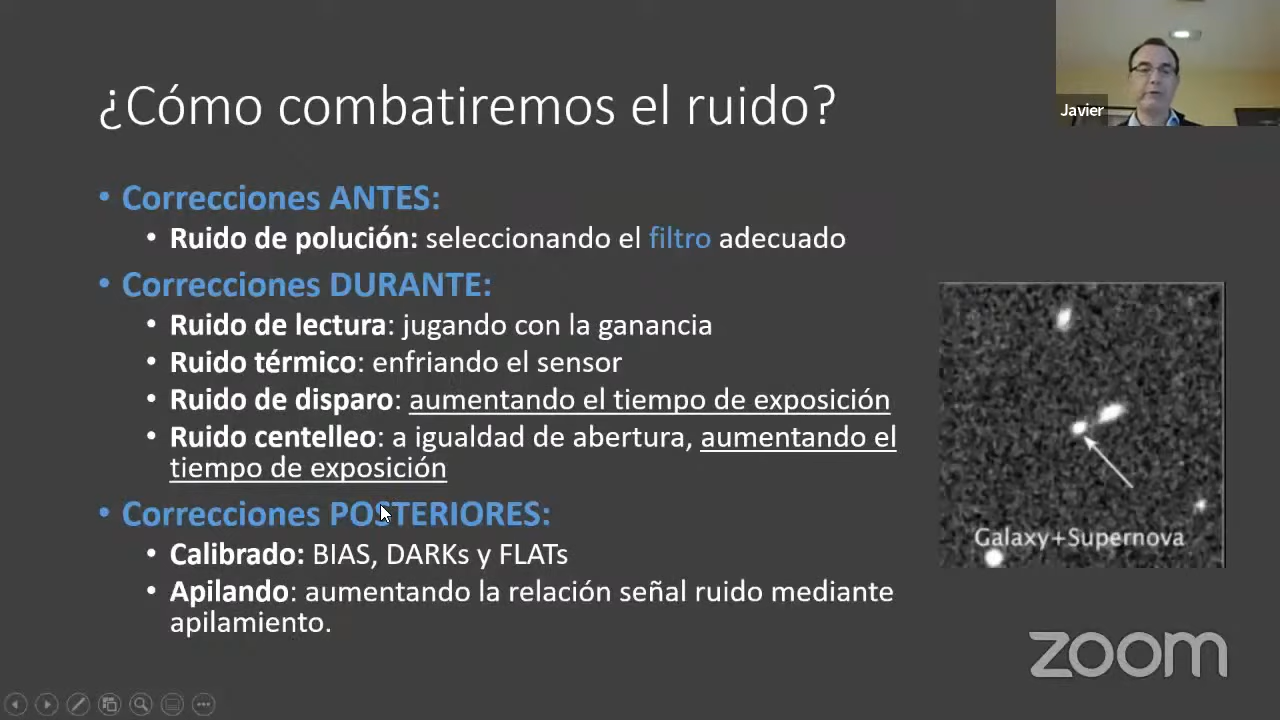 ¿Cómo combatiremos el ruido?
Javier
• Correcciones ANTES:
• Ruido de polución: seleccionando el filtro adecuado
• Correcciones DURANTE:
• Ruido de lectura: jugando con la ganancia
• Ruido térmico: enfriando el sensor
• Ruido de disparo: aumentando el tiempo de exposición
• Ruido centelleo: a igualdad de abertura, aumentando el
tiempo de exposición
• Correcciones POSTERIORES:
• Calibrado: BIAS, DARKs y FLATs
• Apilando: aumentando la relación señal ruido mediante
apilamiento.
Galaxy+Supernova
zoom